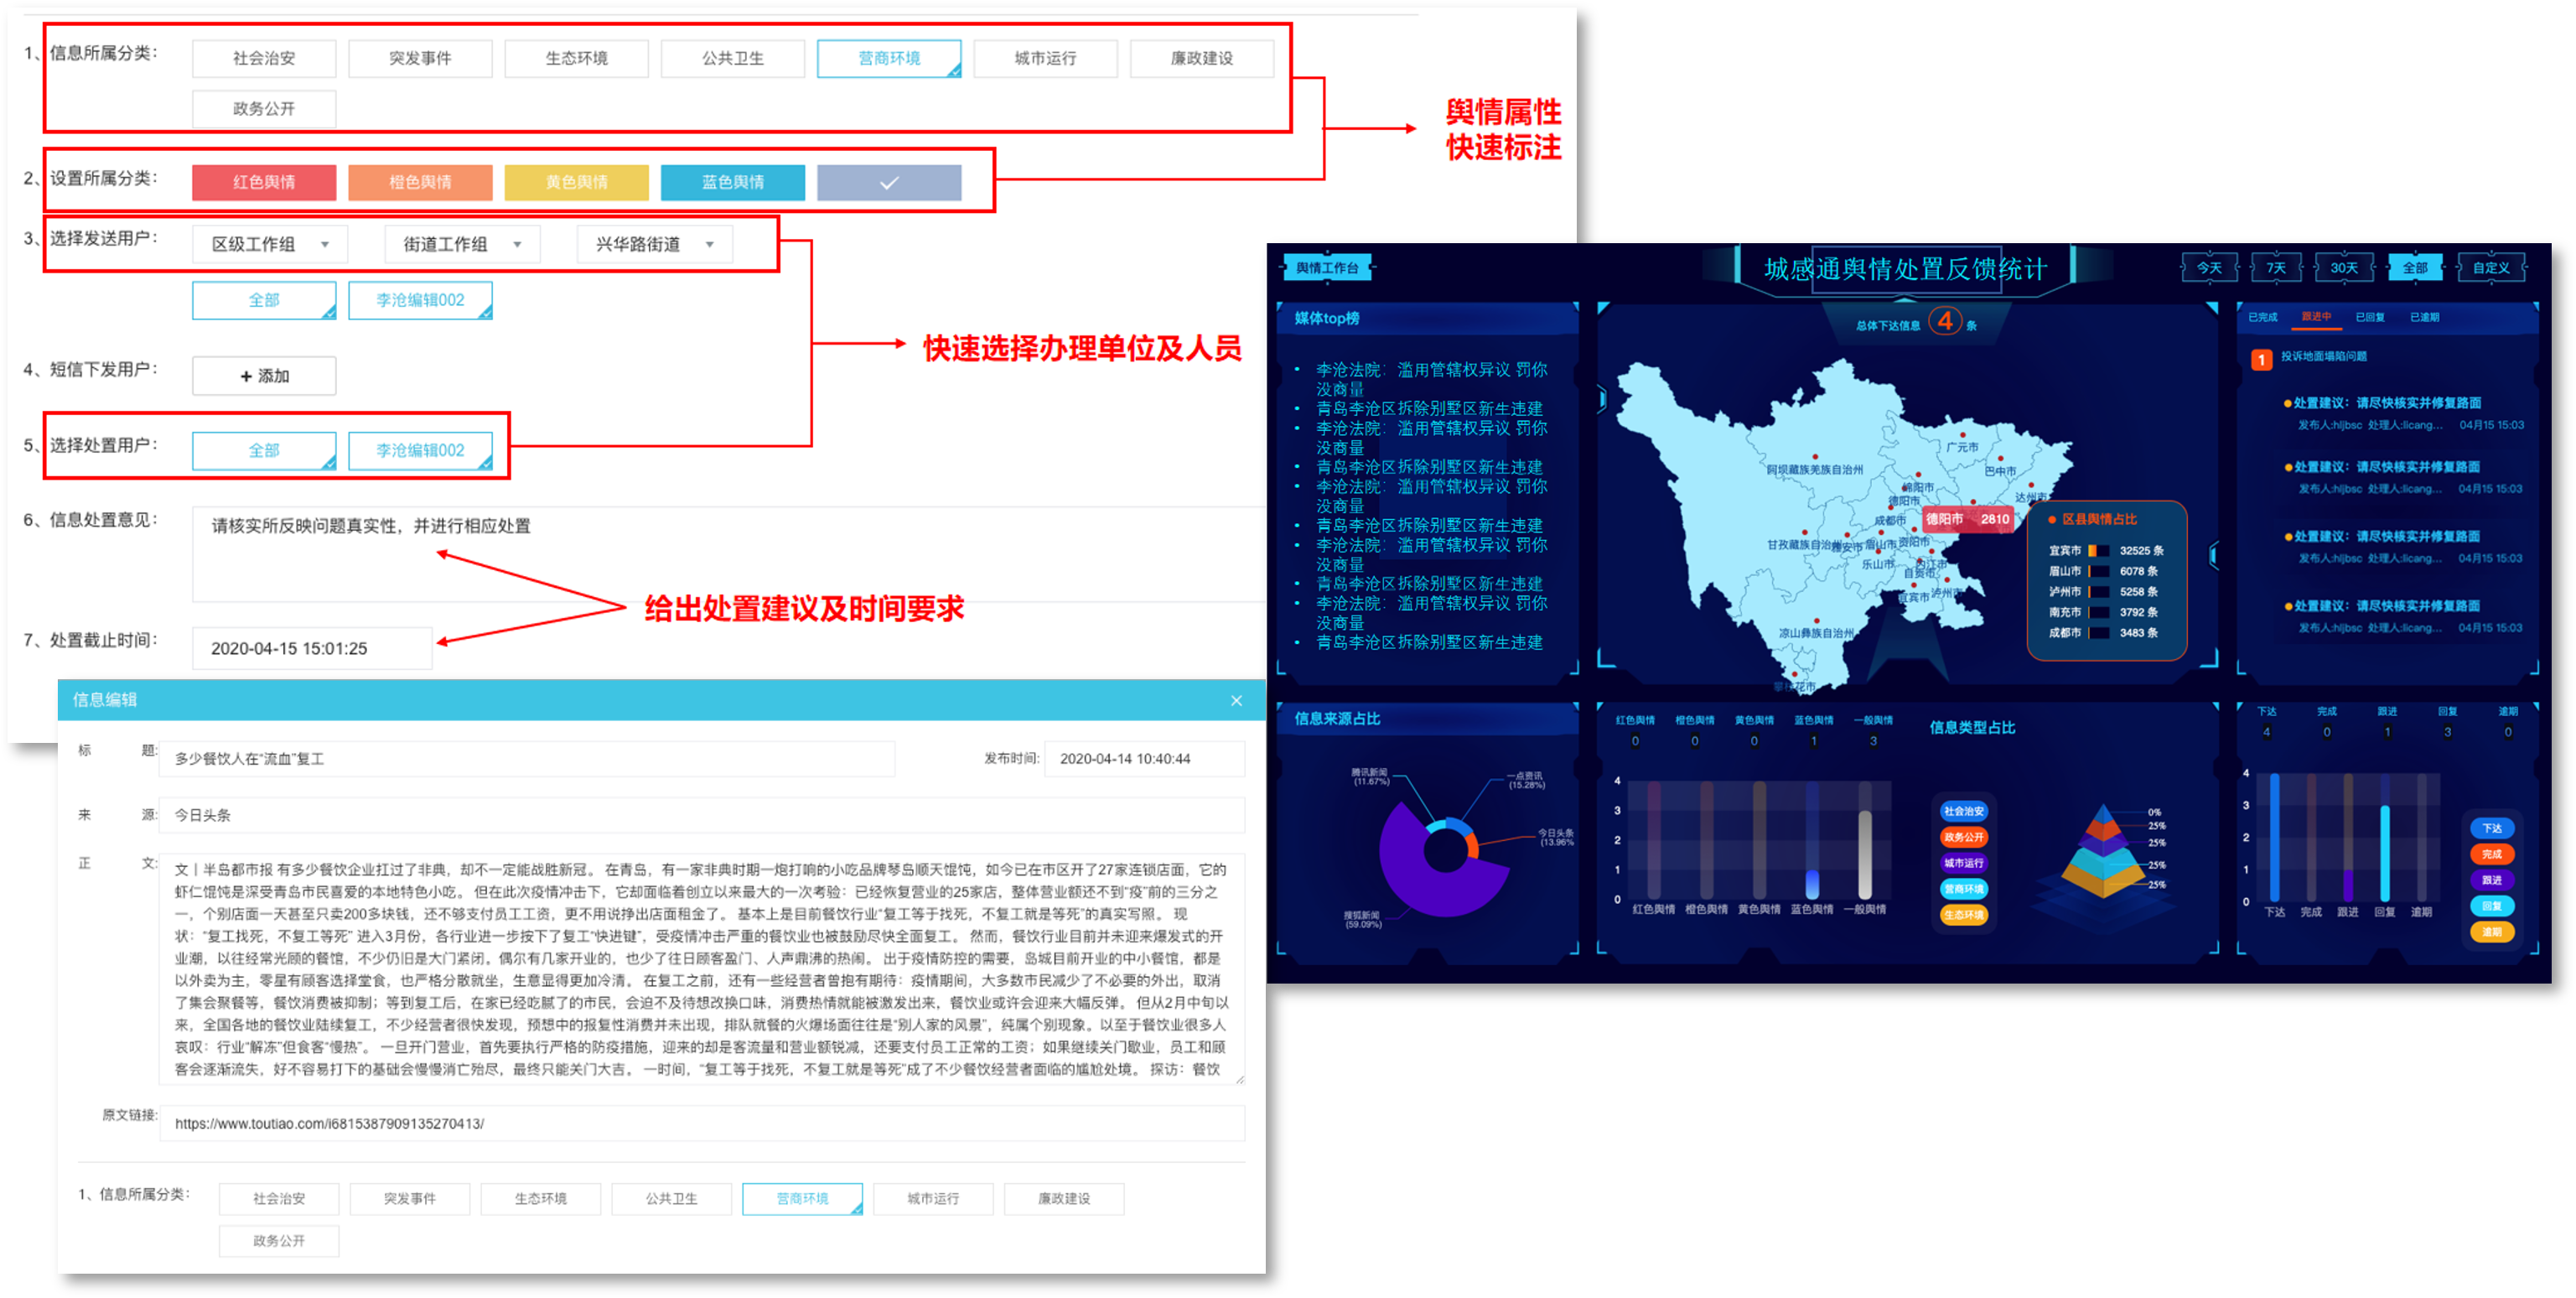 1、信息所属分类：
社会治安 突发事件 生态环境 公共卫生 营商环境 城市运行 廉政建设
政务公开
舆情属性
快速标注
2、设置所属分类：
红色舆情 橙色舆情 黄色舆情 蓝色舆情
3、选择发送用户：
区级工作组 街道工作组 兴华路街道
全部 李沧编辑002
快速选择办理单位及人员
4、短信下发用户：
+ 添加
5、选择处置用户：
全部 李沧编辑002
6、信息处置意见：
请核实所反映问题真实性，并进行相应处置
给出处置建议及时间要求
7、处置截止时间：
2020-04-15 15:01:25
信息编辑
标 题:
多少餐饮人在“流血”复工
发布时间:
2020-04-14 10:40:44
来 源:
今日头条
正 文:
文丨半岛都市报 有多少餐饮企业扛过了非典，却不一定能战胜新冠。 在青岛，有一家非典时期一炮打响的小吃品牌琴岛顺天馄饨，如今已在市区开了27家连锁店面，它的
虾仁馄饨是深受青岛市民喜爱的本地特色小吃。 但在此次疫情冲击下，它却面临着创立以来最大的一次考验：已经恢复营业的25家店，整体营业额还不到“疫”前的三分之
一，个别店面一天甚至只卖200多块钱，还不够支付员工工资，更不用说挣出店面租金了。 基本上是目前餐饮行业“复工等于找死，不复工就是等死”的真实写照。 现
状：“复工找死，不复工等死” 进入3月份，各行业进一步按下了复工“快进键”，受疫情冲击严重的餐饮业也被鼓励尽快全面复工。 然而，餐饮行业目前并未迎来爆发式的开
业潮，以往经常光顾的餐馆，不少仍旧是大门紧闭。偶尔有几家开业的，也少了往日顾客盈门、人声鼎沸的热闹。 出于疫情防控的需要，岛城目前开业的中小餐馆，都是
以外卖为主，零星有顾客选择堂食，也严格分散就坐，生意显得更加冷清。 在复工之前，还有一些经营者曾抱有期待：疫情期间，大多数市民减少了不必要的外出，取消
了集会聚餐等，餐饮消费被抑制；等到复工后，在家已经吃腻了的市民，会迫不及待想改换口味，消费热情就能被激发出来，餐饮业或许会迎来大幅反弹。 但从2月中旬以
来，全国各地的餐饮业陆续复工，不少经营者很快发现，预想中的报复性消费并未出现，排队就餐的火爆场面往往是“别人家的风景”，纯属个别现象。以至于餐饮业很多人
哀叹：行业“解冻”但食客“慢热”。 一旦开门营业，首先要执行严格的防疫措施，迎来的却是客流量和营业额锐减，还要支付员工正常的工资；如果继续关门歇业，员工和顾
客会逐渐流失，好不容易打下的基础会慢慢消亡殆尽，最终只能关门大吉。 一时间，“复工等于找死，不复工就是等死”成了不少餐饮经营者面临的尴尬处境。 探访：餐饮
原文链接:
https://www.toutiao.com/i6815387909135270413/
1、信息所属分类：
社会治安 突发事件 生态环境 公共卫生 营商环境 城市运行 廉政建设
政务公开
舆情工作台
城感通舆情处置反馈统计
今天 7天 30天 全部 自定义
媒体top榜
• 李沧法院：滥用管辖权异议 罚你
没商量
• 青岛李沧区拆除别墅区新生违建
• 李沧法院：滥用管辖权异议 罚你
没商量
• 青岛李沧区拆除别墅区新生违建
• 李沧法院：滥用管辖权异议 罚你
没商量
• 青岛李沧区拆除别墅区新生违建
• 李沧法院：滥用管辖权异议 罚你
没商量
• 青岛李沧区拆除别墅区新生违建
• 李沧法院：滥用管辖权异议 罚你
没商量
• 青岛李沧区拆除别墅区新生违建
总体下达信息 4 条
广元市
巴中市
阿坝藏族羌族自治州
绵阳市
达州市
德阳市
成都市
德阳市 2810
甘孜藏族自治州
雅安市
眉山市
资阳市
乐山市
内江市
自贡市
宜宾市
泸州市
凉山彝族自治州
攀枝花市
区县舆情占比
宜宾市 32525 条
眉山市 6078 条
泸州市 5258 条
南充市 3792 条
成都市 3483 条
已完成 跟进中 已回复 已逾期
1 投诉地面塌陷问题
处置建议：请尽快核实并修复路面
发布人:hljbsc 处理人:licang... 04月15 15:03
处置建议：请尽快核实并修复路面
发布人:hljbsc 处理人:licang... 04月15 15:03
处置建议：请尽快核实并修复路面
发布人:hljbsc 处理人:licang... 04月15 15:03
处置建议：请尽快核实并修复路面
发布人:hljbsc 处理人:licang... 04月15 15:03
信息来源占比
腾讯新闻
(11.67%)
一点资讯
(15.28%)
今日头条
(13.96%
搜狐新闻
(59.09%)
红色舆情 橙色舆情 黄色舆情 蓝色舆情 一般舆情
0 0 0 1 3
4
3
2
1
0
红色舆情 橙色舆情 黄色舆情 蓝色舆情 一般舆情
信息类型占比
社会治安
政务公开
城市运行
营商环境
生态环境
0%
25%
25%
25%
25%
下达 完成 跟进 回复 逾期
4 0 1 3 0
4
3
2
1
0
下达 完成 跟进 回复 逾期
下达
完成
跟进
回复
逾期